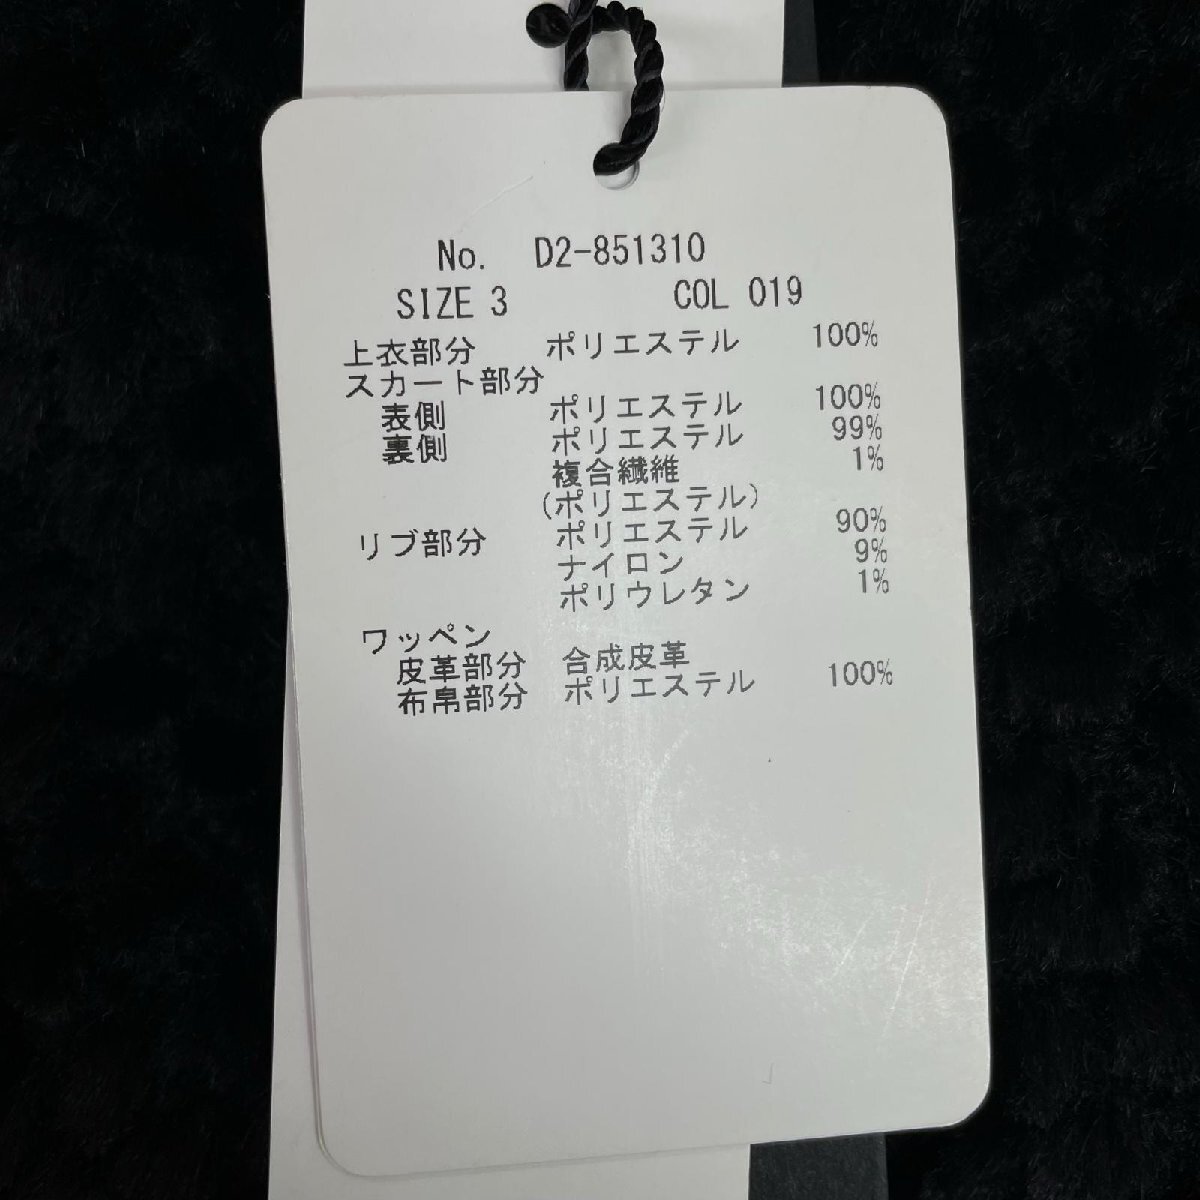 No. D2-851310
SIZE 3 COL 019
上衣部分 ポリエステル 100%
スカート部分
表側 ポリエステル 100%
裏側 ポリエステル 99%
複合繊維 1%
(ポリエステル)
リブ部分 ポリエステル 90%
ナイロン 9%
ポリウレタン 1%
ワッペン
皮革部分 合成皮革
布帛部分 ポリエステル 100%